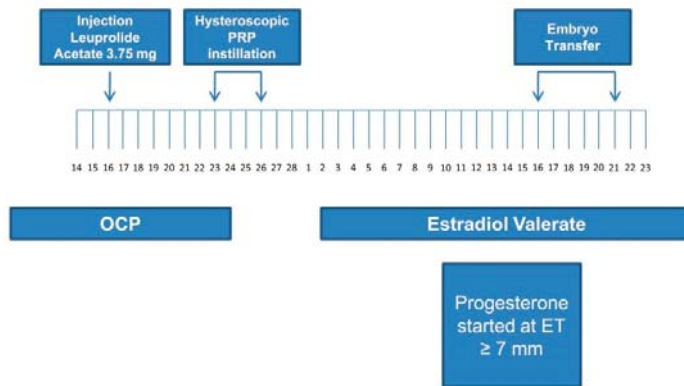 Injection
Leuprolide
Acetate 3.75 mg
Hysteroscopic
PRP
instillation
Embryo
Transfer
14 15 16 17 18 19 20 21 22 23 24 25 26 27 28 1 2 3 4 5 6 7 8 9 10 11 12 13 14 15 16 17 18 19 20 21 22 23
OCP
Estradiol Valerate
Progesterone
started at ET
≥ 7 mm